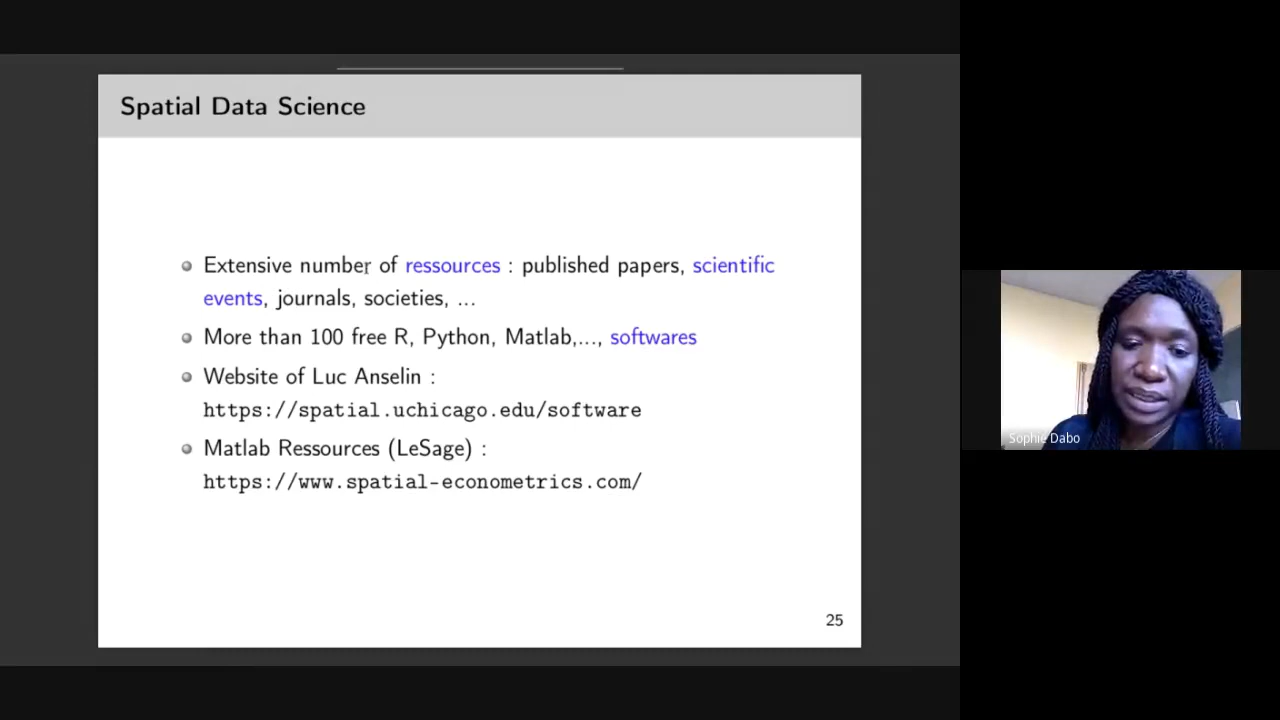 Spatial Data Science
Extensive number of ressources : published papers, scientific
events, journals, societies, ...
More than 100 free R, Python, Matlab,..., softwares
Website of Luc Anselin :
https://spatial.uchicago.edu/software
Matlab Ressources (LeSage) :
https://www.spatial-econometrics.com/
25
Sophie Dabo